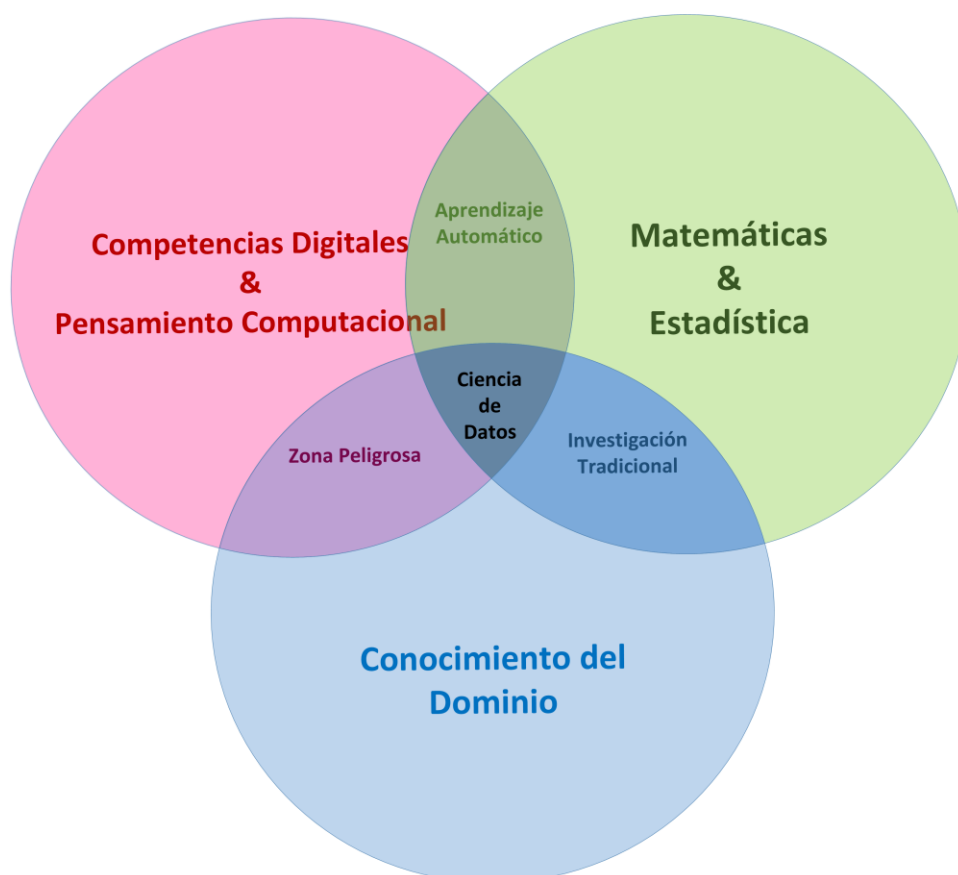 Aprendizaje
Automático
Competencias Digitales
&
Pensamiento Computacional
Matemáticas
&
Estadística
Ciencia
de
Datos
Zona Peligrosa
Investigación
Tradicional
Conocimiento del
Dominio